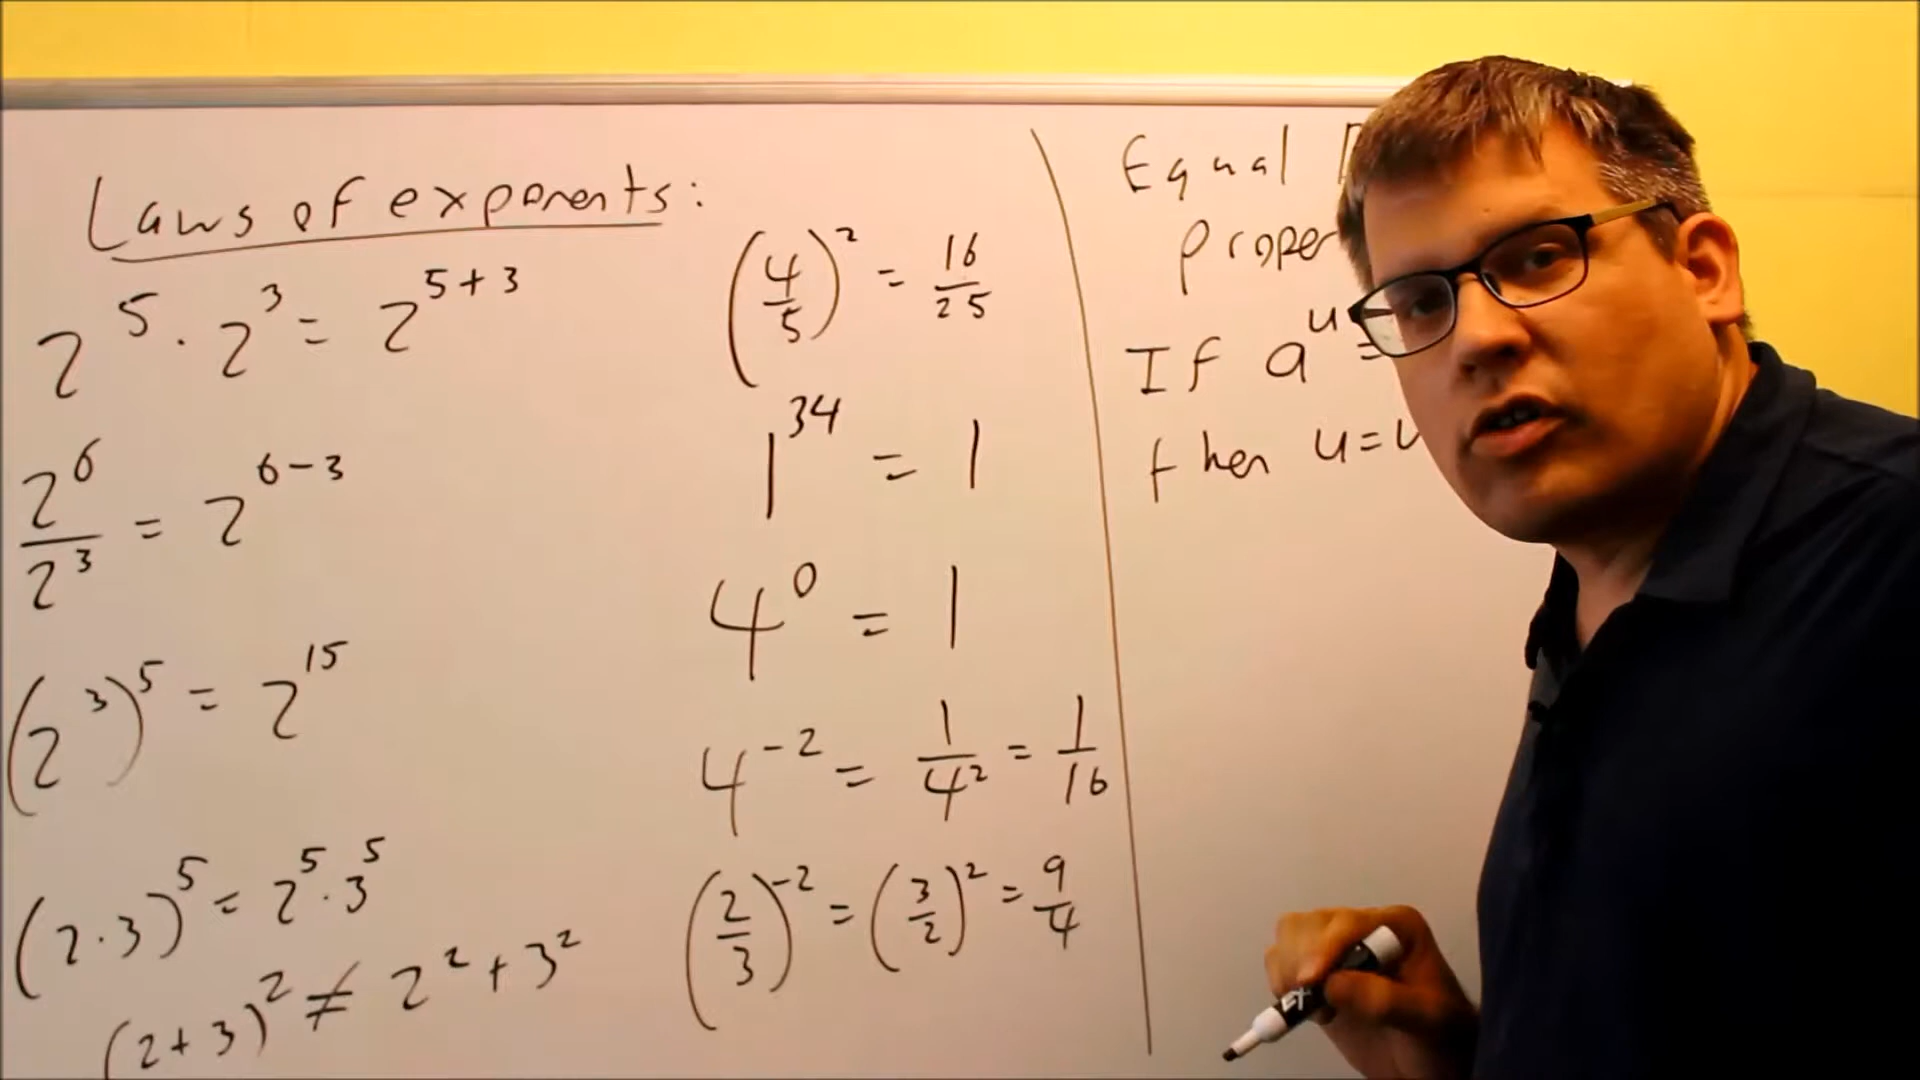 Laws of exponents:
2^5 · 2^3 = 2^(5+3)
2^6/2^3 = 2^(6-3)
(2^3)^5 = 2^15
(2·3)^5 = 2^5 · 3^5
(2+3)^2 ≠ 2^2 + 3^2
(4/5)^2 = 16/25
1^34 = 1
4^0 = 1
4^-2 = 1/4^2 = 1/16
(2/3)^-2 = (3/2)^2 = 9/4
Equal
If a^u =
then u=